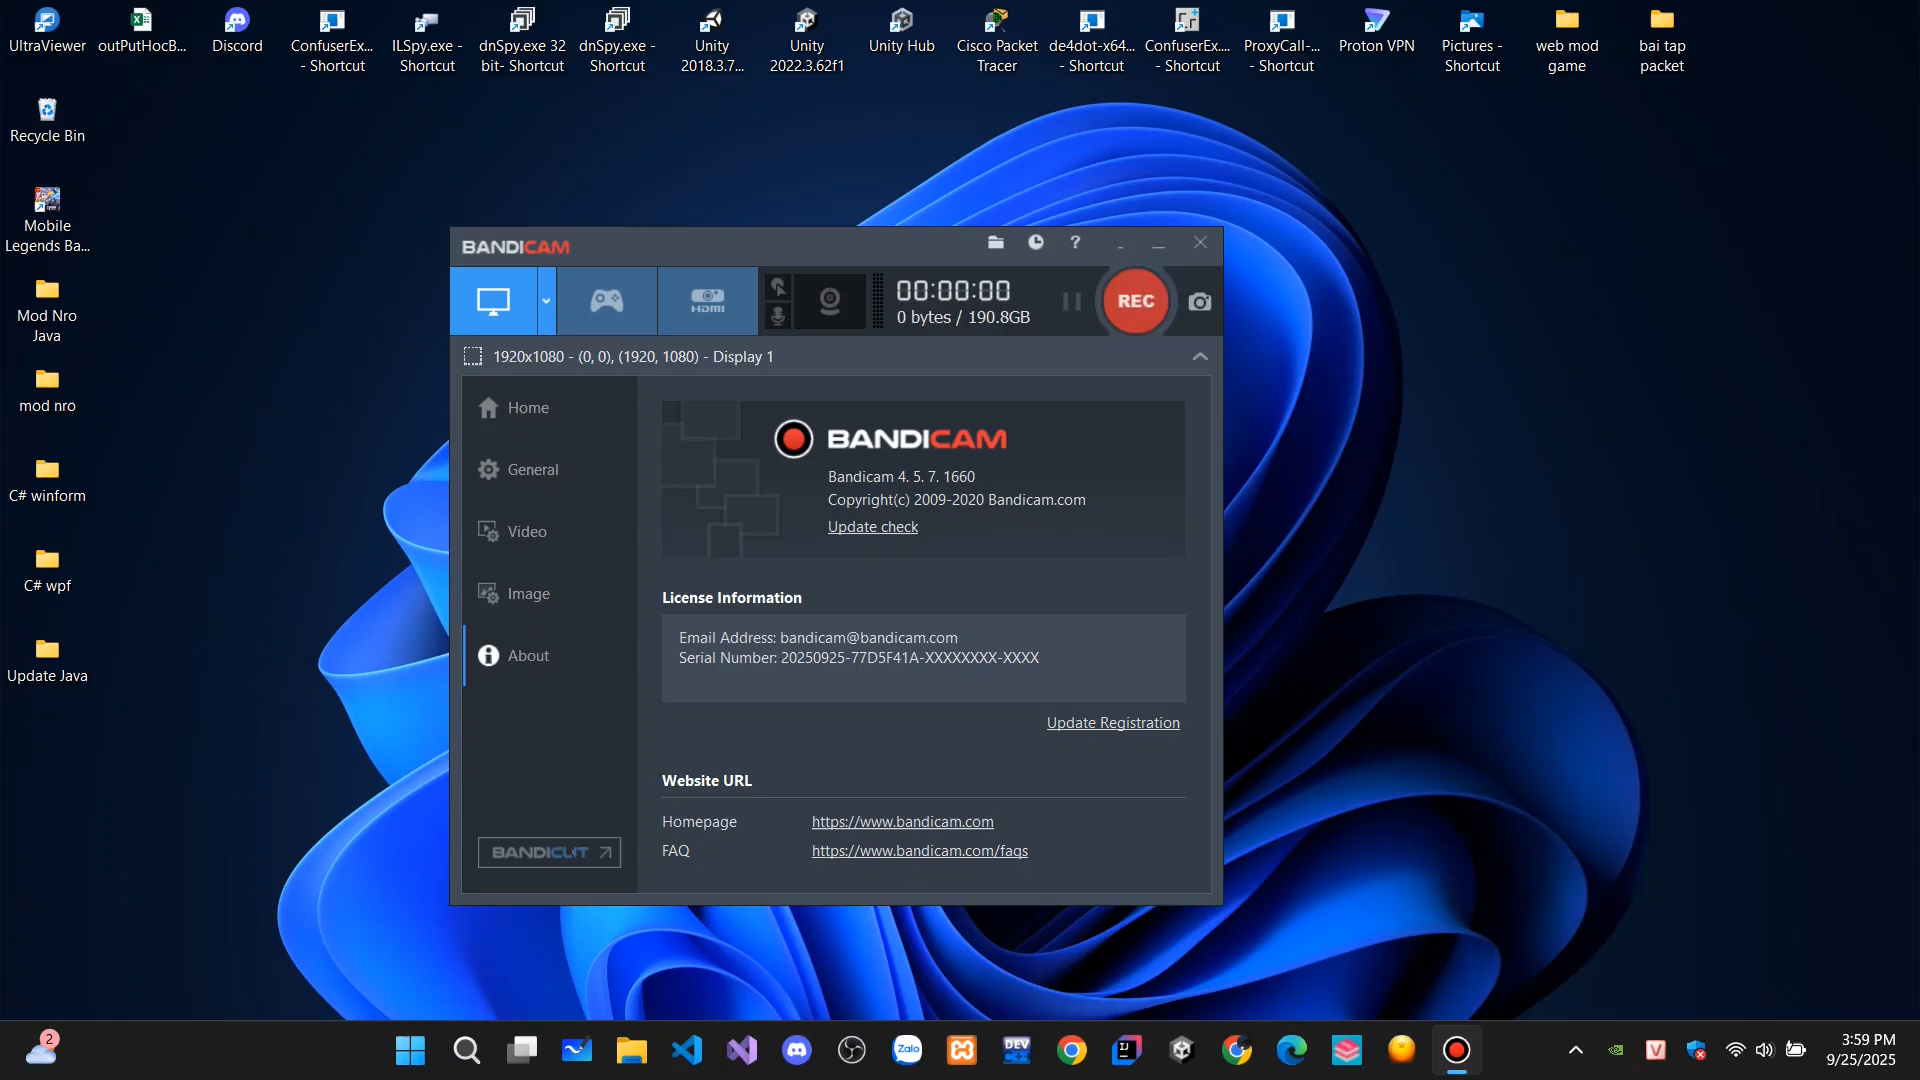 UltraViewer
outPutHocB...
Discord
ConfuserEx...
- Shortcut
ILSpy.exe -
Shortcut
dnSpy.exe 32
bit- Shortcut
dnSpy.exe -
Shortcut
Unity
2018.3.7...
Unity
2022.3.62f1
Unity Hub
Cisco Packet
Tracer
de4dot-x64...
- Shortcut
ConfuserEx....
- Shortcut
ProxyCall-...
- Shortcut
Proton VPN
Pictures -
Shortcut
web mod
game
bai tap
packet
Recycle Bin
Mobile
Legends Ba...
Mod Nro
Java
mod nro
C# winform
C# wpf
Update Java
BANDICAM
?
HDMI
00:00:00
0 bytes / 190.8GB
REC
1920x1080 - (0, 0), (1920, 1080) - Display 1
Home
General
Video
Image
About
BANDICUT
BANDICAM
Bandicam 4. 5. 7. 1660
Copyright(c) 2009-2020 Bandicam.com
Update check
License Information
Email Address: bandicam@bandicam.com
Serial Number: 20250925-77D5F41A-XXXXXXXX-XXXX
Update Registration
Website URL
Homepage
https://www.bandicam.com
FAQ
https://www.bandicam.com/faqs
2
Zalo
DEV
IJ
V
3:59 PM
9/25/2025